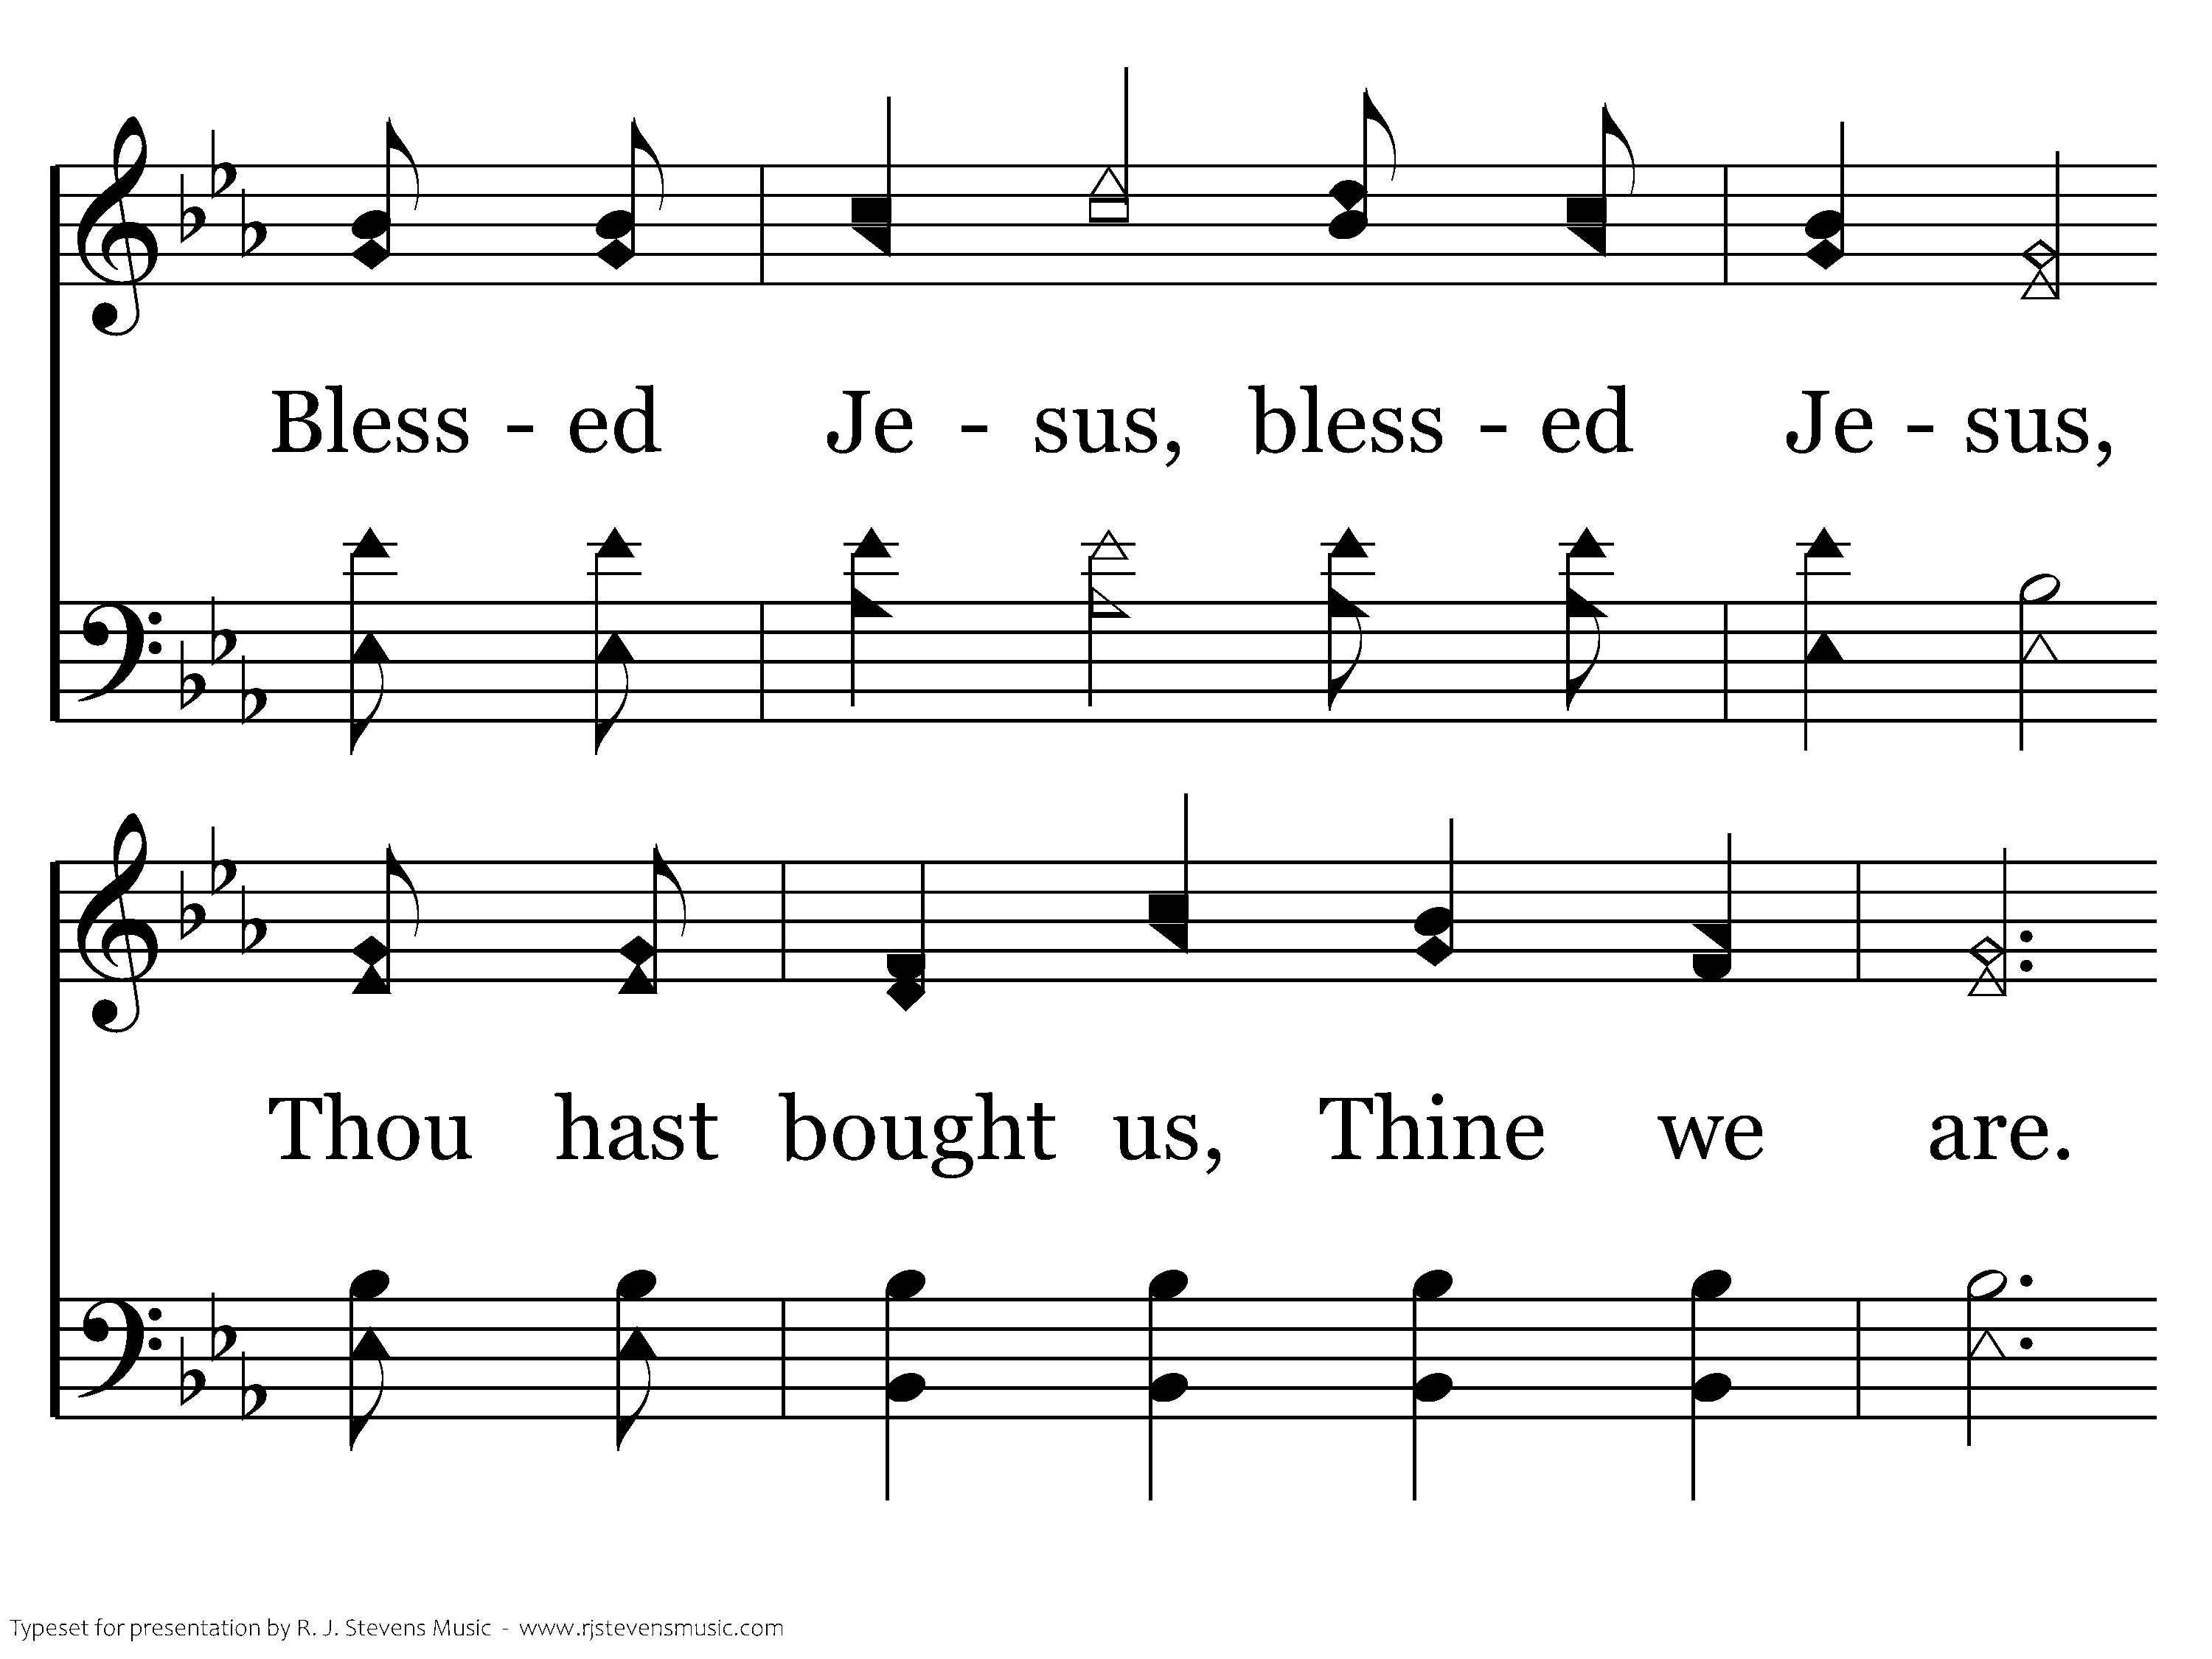 Bless - ed Je - sus, bless - ed Je - sus,
Thou hast bought us, Thine we are.
Typeset for presentation by R. J. Stevens Music - www.rjstevensmusic.com